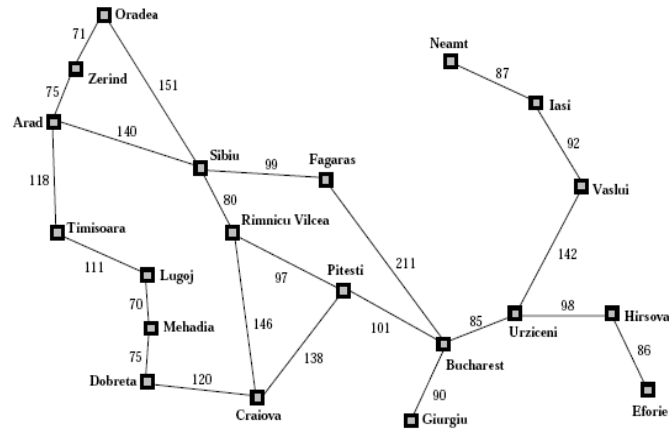 Oradea
71
Neamt
87
Zerind
75
151
Iasi
Arad
140
92
Sibiu
99
Fagaras
118
80
Vaslui
Timisoara
Rimnicu Vilcea
142
111
Lugoj
97
Pitesti
211
70
98
Hirsova
Mehadia
146
101
85
Urziceni
86
75
138
Bucharest
120
Dobreta
90
Craiova
Giurgiu
Eforie